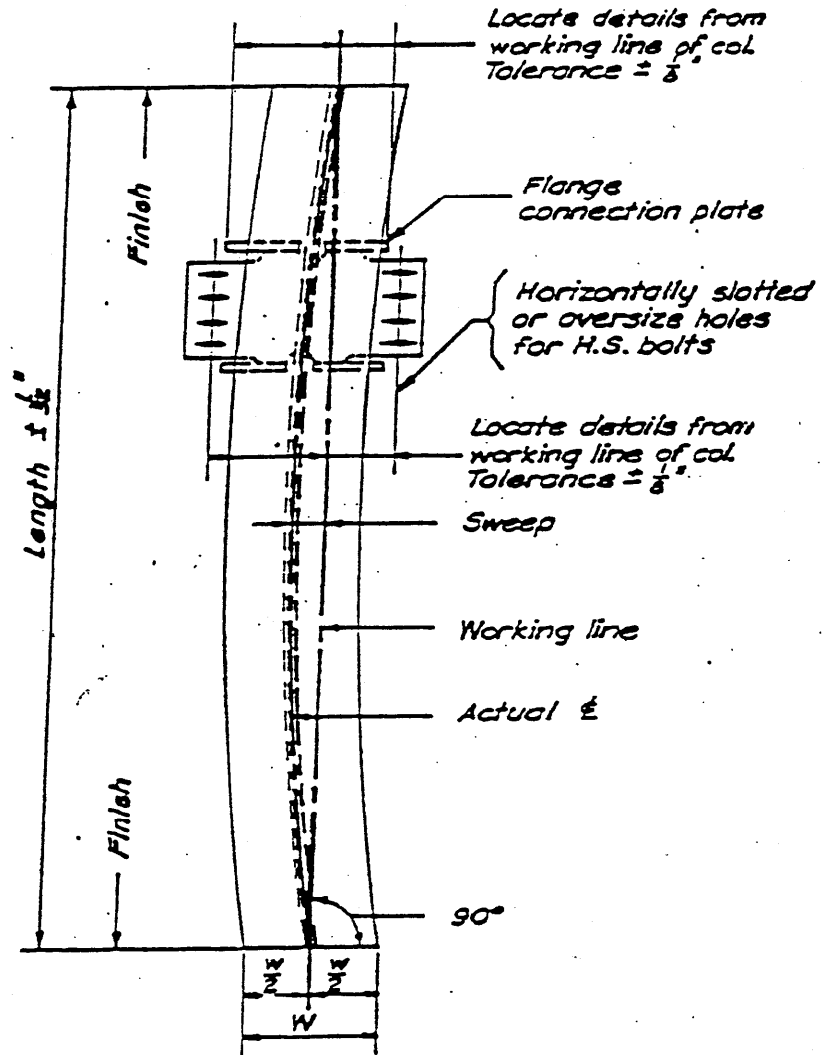 Locate details from
working line of col.
Tolerance ± 1/8"
Finish
Flange
connection plate
Horizontally slotted
or oversize holes
for H.S. bolts
Length ± 1/32"
Locate details from
working line of col.
Tolerance ± 1/8"
Sweep
Working line
Actual ℄
Finish
90°
W/2 W/2
W